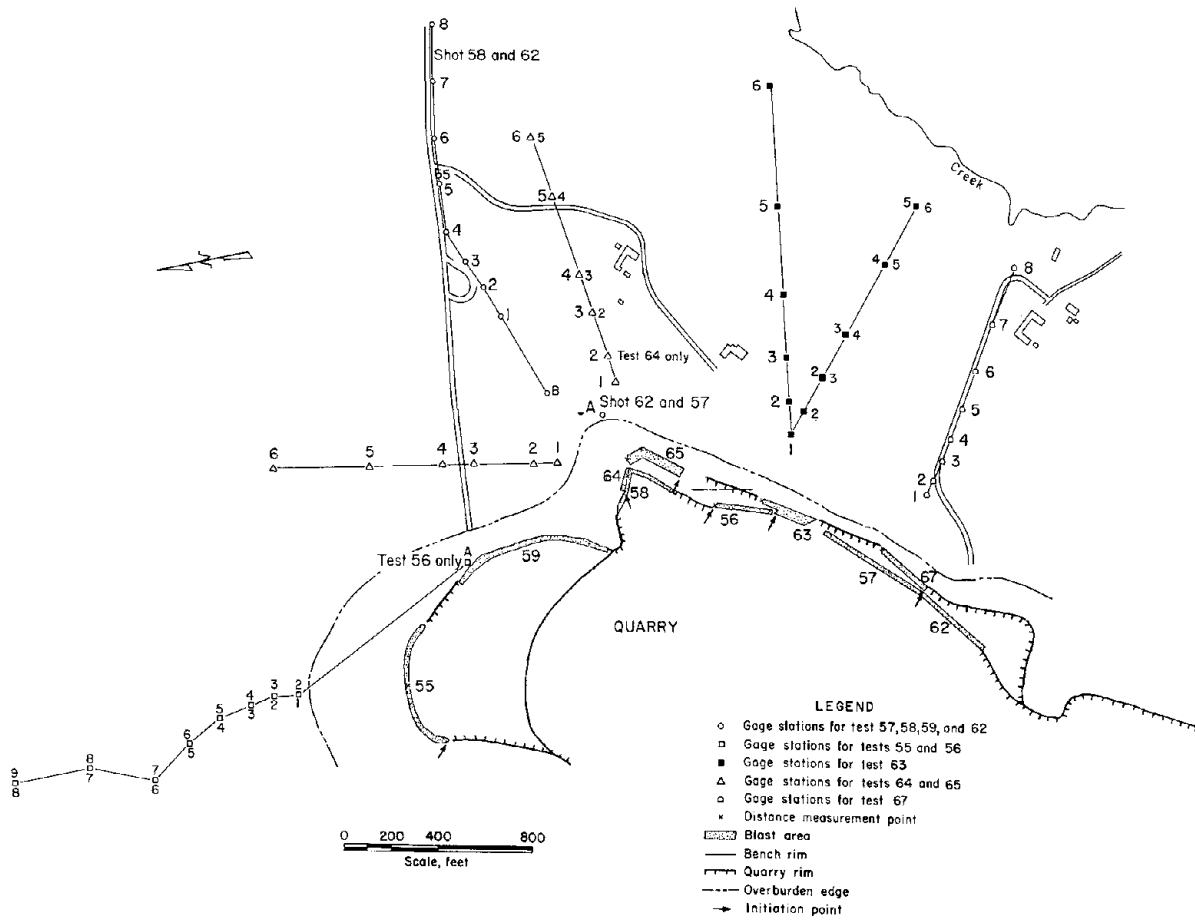 8
Shot 58 and 62
7
6
65
5
4
3
2
1
8
6 5
5 4
4 3
3 2
2 Test 64 only
1
A Shot 62 and 57
6
5
4
3
2
1
5 6
4 5
3 4
2 3
2
Creek
8
7
6
5
4
3
2
1
6 5 4 3 2 1
65
64
58
56
63
57
67
62
59
A
Test 56 only
55
QUARRY
2
1
3
2
4
3
5
4
6
5
7
6
8
7
9
8
0 200 400 800
Scale, feet
LEGEND
Gage stations for test 57,58,59, and 62
Gage stations for tests 55 and 56
Gage stations for test 63
Gage stations for tests 64 and 65
Gage stations for test 67
Distance measurement point
Blast area
Bench rim
Quarry rim
Overburden edge
Initiation point